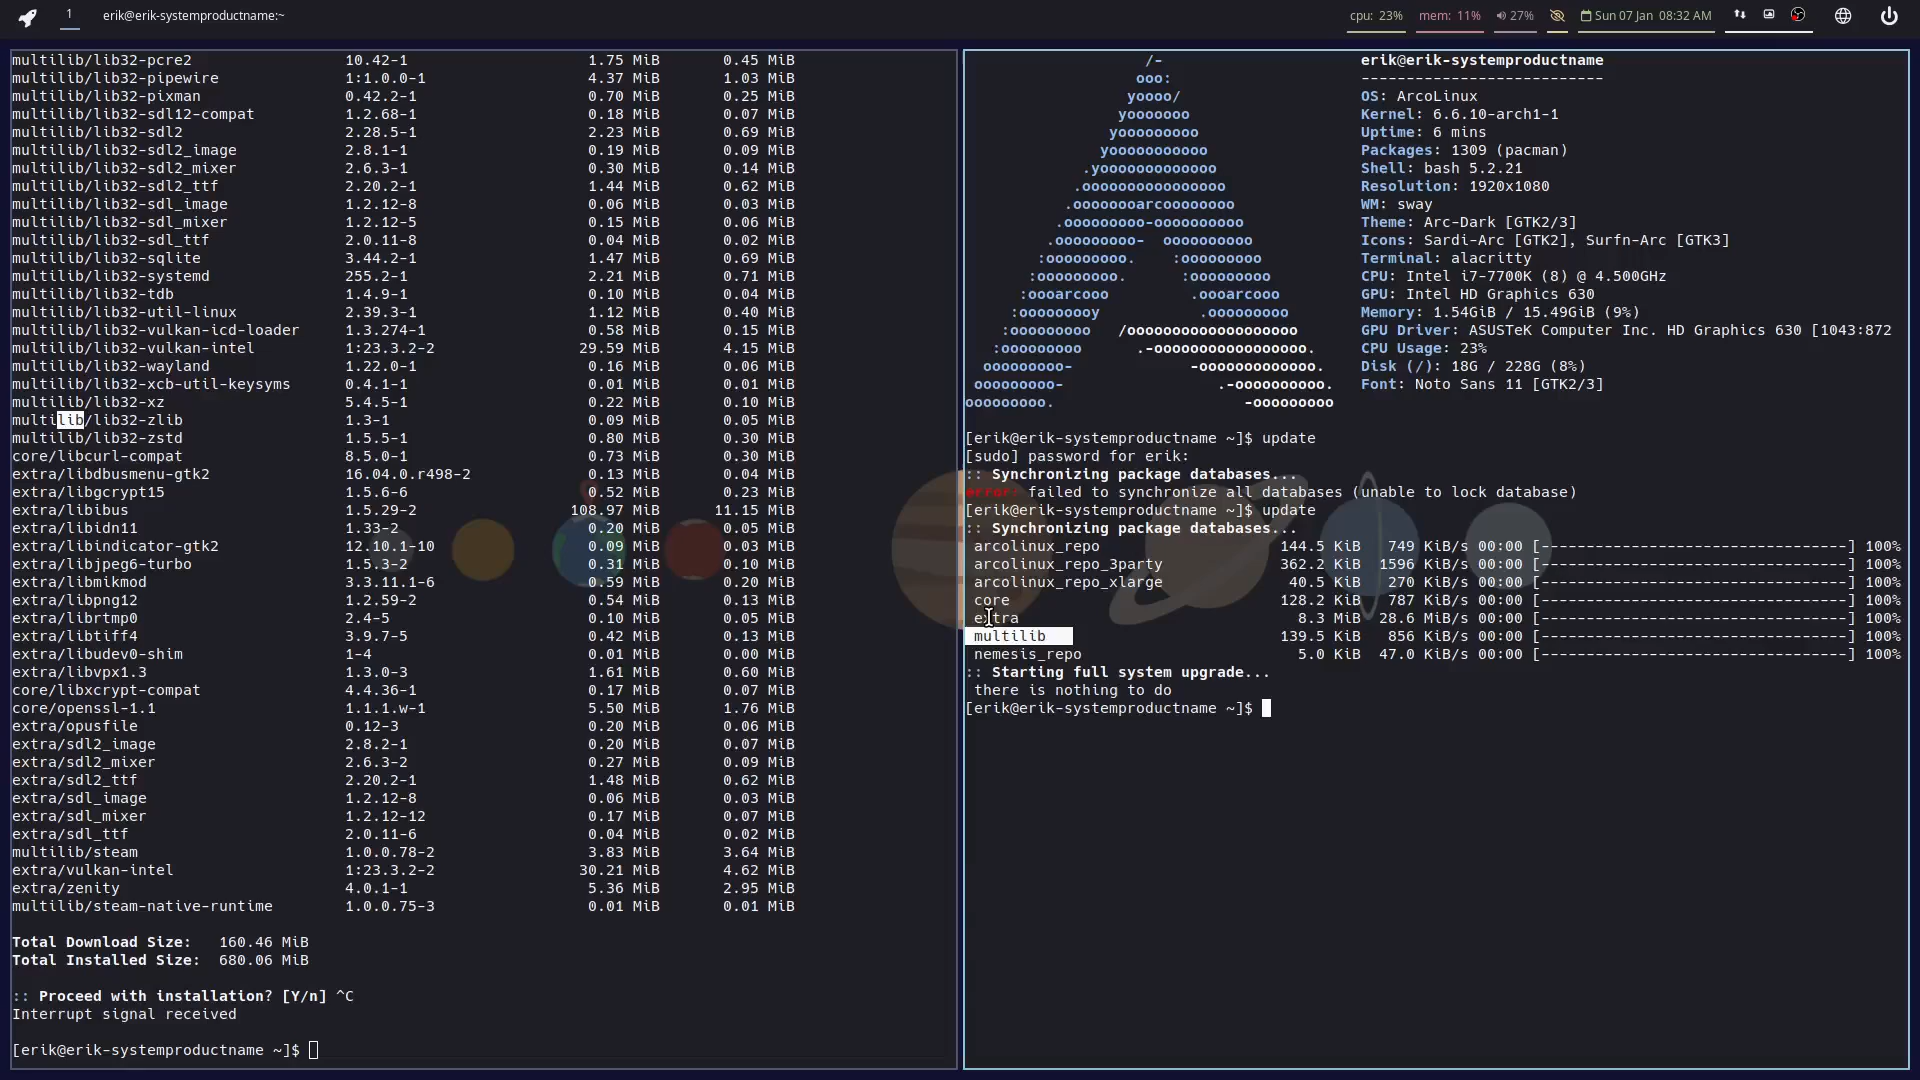 1 erik@erik-systemproductname:~ cpu: 23% mem: 11% 27% Sun 07 Jan 08:32 AM
multilib/lib32-pcre2 10.42-1 1.75 MiB 0.45 MiB
multilib/lib32-pipewire 1:1.0.0-1 4.37 MiB 1.03 MiB
multilib/lib32-pixman 0.42.2-1 0.70 MiB 0.25 MiB
multilib/lib32-sdl12-compat 1.2.68-1 0.18 MiB 0.07 MiB
multilib/lib32-sdl2 2.28.5-1 2.23 MiB 0.69 MiB
multilib/lib32-sdl2_image 2.8.1-1 0.19 MiB 0.09 MiB
multilib/lib32-sdl2_mixer 2.6.3-1 0.30 MiB 0.14 MiB
multilib/lib32-sdl2_ttf 2.20.2-1 1.44 MiB 0.62 MiB
multilib/lib32-sdl_image 1.2.12-8 0.06 MiB 0.03 MiB
multilib/lib32-sdl_mixer 1.2.12-5 0.15 MiB 0.06 MiB
multilib/lib32-sdl_ttf 2.0.11-8 0.04 MiB 0.02 MiB
multilib/lib32-sqlite 3.44.2-1 1.47 MiB 0.69 MiB
multilib/lib32-systemd 255.2-1 2.21 MiB 0.71 MiB
multilib/lib32-tdb 1.4.9-1 0.10 MiB 0.04 MiB
multilib/lib32-util-linux 2.39.3-1 1.12 MiB 0.40 MiB
multilib/lib32-vulkan-icd-loader 1.3.274-1 0.58 MiB 0.15 MiB
multilib/lib32-vulkan-intel 1:23.3.2-2 29.59 MiB 4.15 MiB
multilib/lib32-wayland 1.22.0-1 0.16 MiB 0.06 MiB
multilib/lib32-xcb-util-keysyms 0.4.1-1 0.01 MiB 0.01 MiB
multilib/lib32-xz 5.4.5-1 0.22 MiB 0.10 MiB
multilib/lib32-zlib 1.3-1 0.09 MiB 0.05 MiB
multilib/lib32-zstd 1.5.5-1 0.80 MiB 0.30 MiB
core/libcurl-compat 8.5.0-1 0.73 MiB 0.30 MiB
extra/libdbusmenu-gtk2 16.04.0.r498-2 0.13 MiB 0.04 MiB
extra/libgcrypt15 1.5.6-6 0.52 MiB 0.23 MiB
extra/libibus 1.5.29-2 108.97 MiB 11.15 MiB
extra/libidn11 1.33-2 0.20 MiB 0.05 MiB
extra/libindicator-gtk2 12.10.1-10 0.09 MiB 0.03 MiB
extra/libjpeg6-turbo 1.5.3-2 0.31 MiB 0.10 MiB
extra/libmikmod 3.3.11.1-6 0.59 MiB 0.20 MiB
extra/libpng12 1.2.59-2 0.54 MiB 0.13 MiB
extra/librtmp0 2.4-5 0.10 MiB 0.05 MiB
extra/libtiff4 3.9.7-5 0.42 MiB 0.13 MiB
extra/libudev0-shim 1-4 0.01 MiB 0.00 MiB
extra/libvpx1.3 1.3.0-3 1.61 MiB 0.60 MiB
core/libxcrypt-compat 4.4.36-1 0.17 MiB 0.07 MiB
core/openssl-1.1 1.1.1.w-1 5.50 MiB 1.76 MiB
extra/opusfile 0.12-3 0.20 MiB 0.06 MiB
extra/sdl2_image 2.8.2-1 0.20 MiB 0.07 MiB
extra/sdl2_mixer 2.6.3-2 0.27 MiB 0.09 MiB
extra/sdl2_ttf 2.20.2-1 1.48 MiB 0.62 MiB
extra/sdl_image 1.2.12-8 0.06 MiB 0.03 MiB
extra/sdl_mixer 1.2.12-12 0.17 MiB 0.07 MiB
extra/sdl_ttf 2.0.11-6 0.04 MiB 0.02 MiB
multilib/steam 1.0.0.78-2 3.83 MiB 3.64 MiB
extra/vulkan-intel 1:23.3.2-2 30.21 MiB 4.62 MiB
extra/zenity 4.0.1-1 5.36 MiB 2.95 MiB
multilib/steam-native-runtime 1.0.0.75-3 0.01 MiB 0.01 MiB
Total Download Size: 160.46 MiB
Total Installed Size: 680.06 MiB
:: Proceed with installation? [Y/n] ^C
Interrupt signal received
[erik@erik-systemproductname ~]$
/- erik@erik-systemproductname
ooo: ---------------------------
yoooo/ OS: ArcoLinux
yooooooo Kernel: 6.6.10-arch1-1
yooooooooo Uptime: 6 mins
yooooooooooo Packages: 1309 (pacman)
.yooooooooooooo Shell: bash 5.2.21
.ooooooooooooooo Resolution: 1920x1080
.oooooooarcoooooooo WM: sway
.ooooooooo-oooooooooo Theme: Arc-Dark [GTK2/3]
.ooooooooo- oooooooooo Icons: Sardi-Arc [GTK2], Surfn-Arc [GTK3]
:ooooooooo. :ooooooooo Terminal: alacritty
:ooooooooo. :ooooooooo CPU: Intel i7-7700K (8) @ 4.500GHz
:oooarcooo .oooarcooo GPU: Intel HD Graphics 630
:ooooooooy .ooooooooo Memory: 1.54GiB / 15.49GiB (9%)
:ooooooooo /ooooooooooooooooooo GPU Driver: ASUSTeK Computer Inc. HD Graphics 630 [1043:872
:ooooooooo .-ooooooooooooooooo. CPU Usage: 23%
ooooooooo- -ooooooooooooo. Disk (/): 18G / 228G (8%)
ooooooooo- .-oooooooooo. Font: Noto Sans 11 [GTK2/3]
ooooooooo. -ooooooooo
[erik@erik-systemproductname ~]$ update
[sudo] password for erik:
:: Synchronizing package databases...
error: failed to synchronize all databases (unable to lock database)
[erik@erik-systemproductname ~]$ update
:: Synchronizing package databases...
arcolinux_repo 144.5 KiB 749 KiB/s 00:00 [----------------------------------] 100%
arcolinux_repo_3party 362.2 KiB 1596 KiB/s 00:00 [----------------------------------] 100%
arcolinux_repo_xlarge 40.5 KiB 270 KiB/s 00:00 [----------------------------------] 100%
core 128.2 KiB 787 KiB/s 00:00 [----------------------------------] 100%
extra 8.3 MiB 28.6 MiB/s 00:00 [----------------------------------] 100%
multilib 139.5 KiB 856 KiB/s 00:00 [----------------------------------] 100%
nemesis_repo 5.0 KiB 47.0 KiB/s 00:00 [----------------------------------] 100%
:: Starting full system upgrade...
there is nothing to do
[erik@erik-systemproductname ~]$